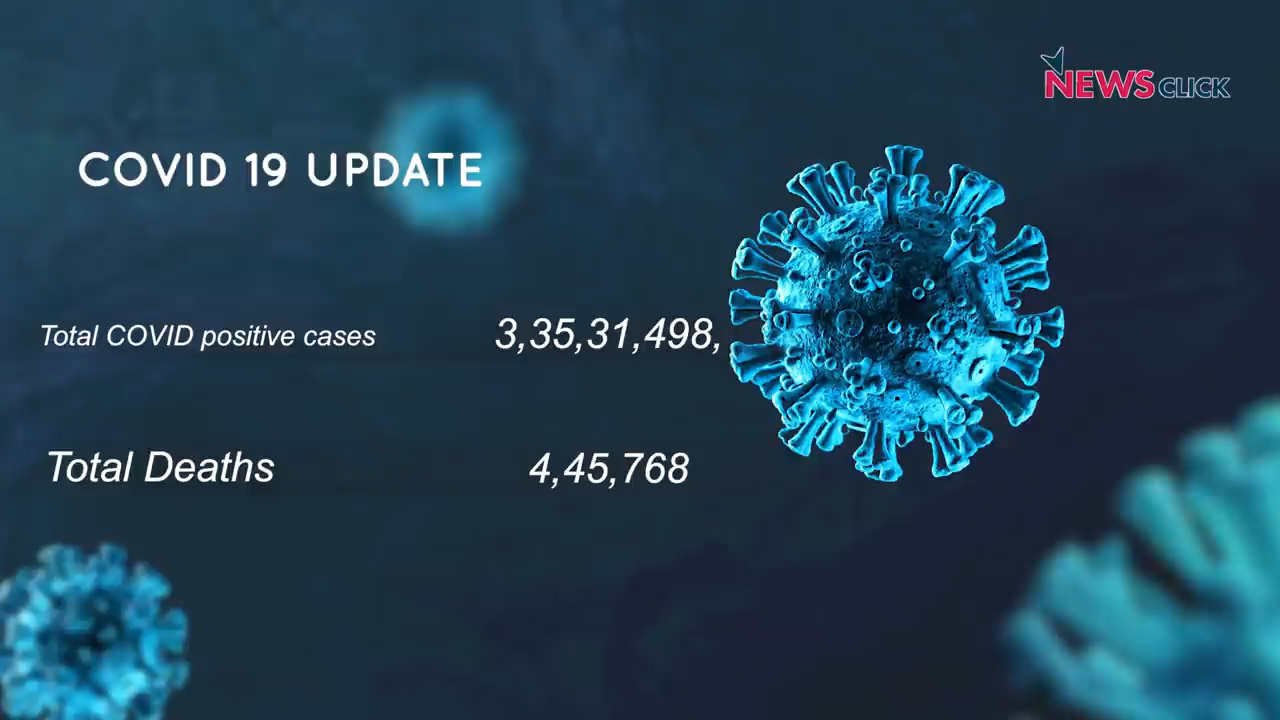 NEWSCLICK
COVID 19 UPDATE
Total COVID positive cases 3,35,31,498,
Total Deaths 4,45,768